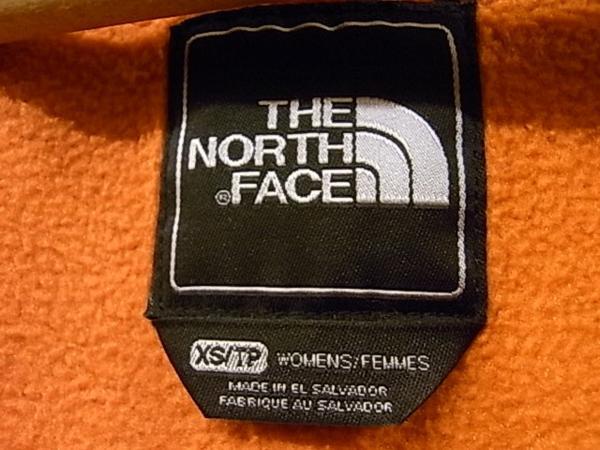 THE
NORTH
®FACE
XS/TP WOMENS/FEMMES
MADE IN EL SALVADOR
FABRIQUE AU SALVADOR